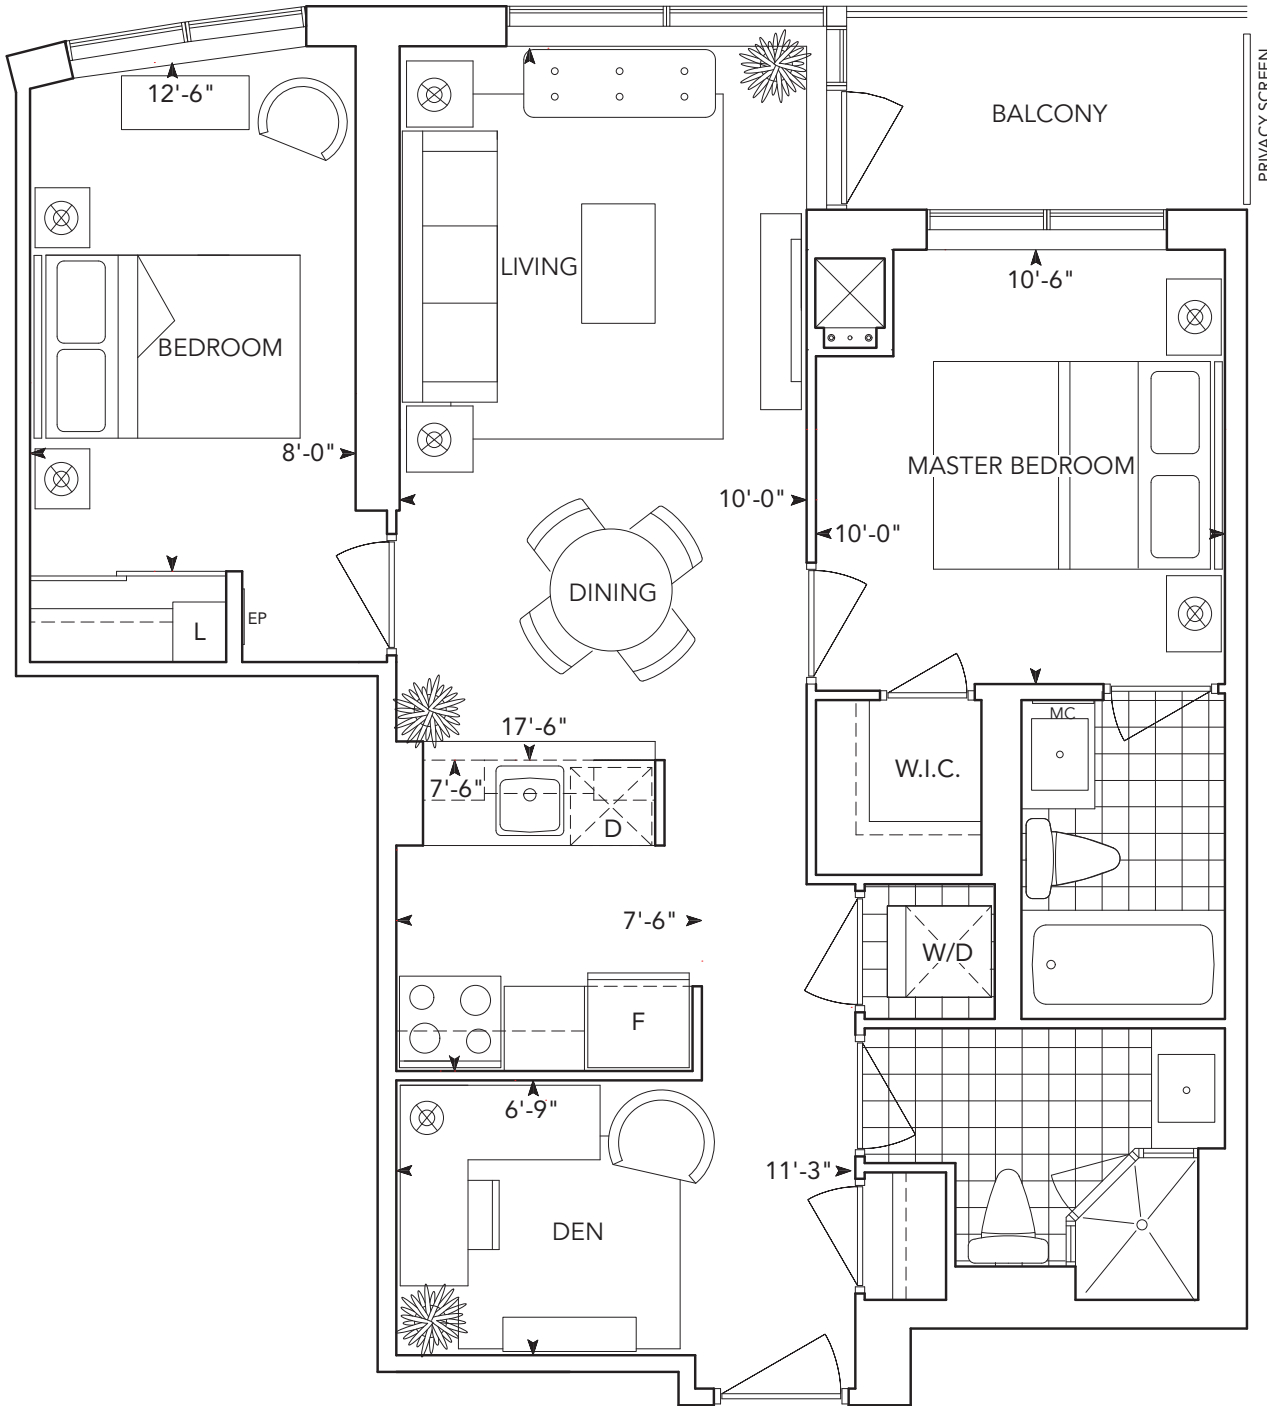 PRIVACY SCREEN
12'-6"
BALCONY
LIVING
10'-6"
BEDROOM
8'-0"
MASTER BEDROOM
10'-0"
10'-0"
DINING
EP
L
MC
17'-6"
W.I.C.
7'-6"
D
7'-6"
W/D
F
6'-9"
11'-3"
DEN